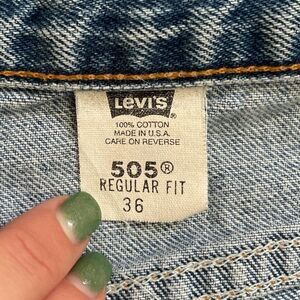 LEVI'S®
100% COTTON
MADE IN U.S.A.
CARE ON REVERSE
505®
REGULAR FIT
36